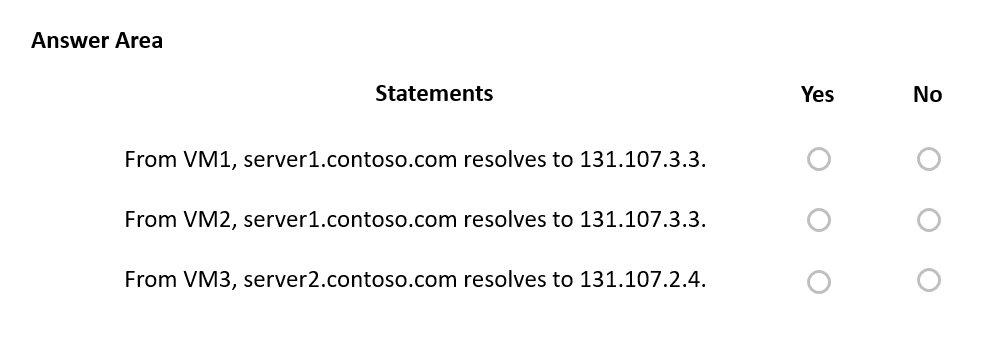 Answer Area
Statements Yes No
From VM1, server1.contoso.com resolves to 131.107.3.3.
From VM2, server1.contoso.com resolves to 131.107.3.3.
From VM3, server2.contoso.com resolves to 131.107.2.4.